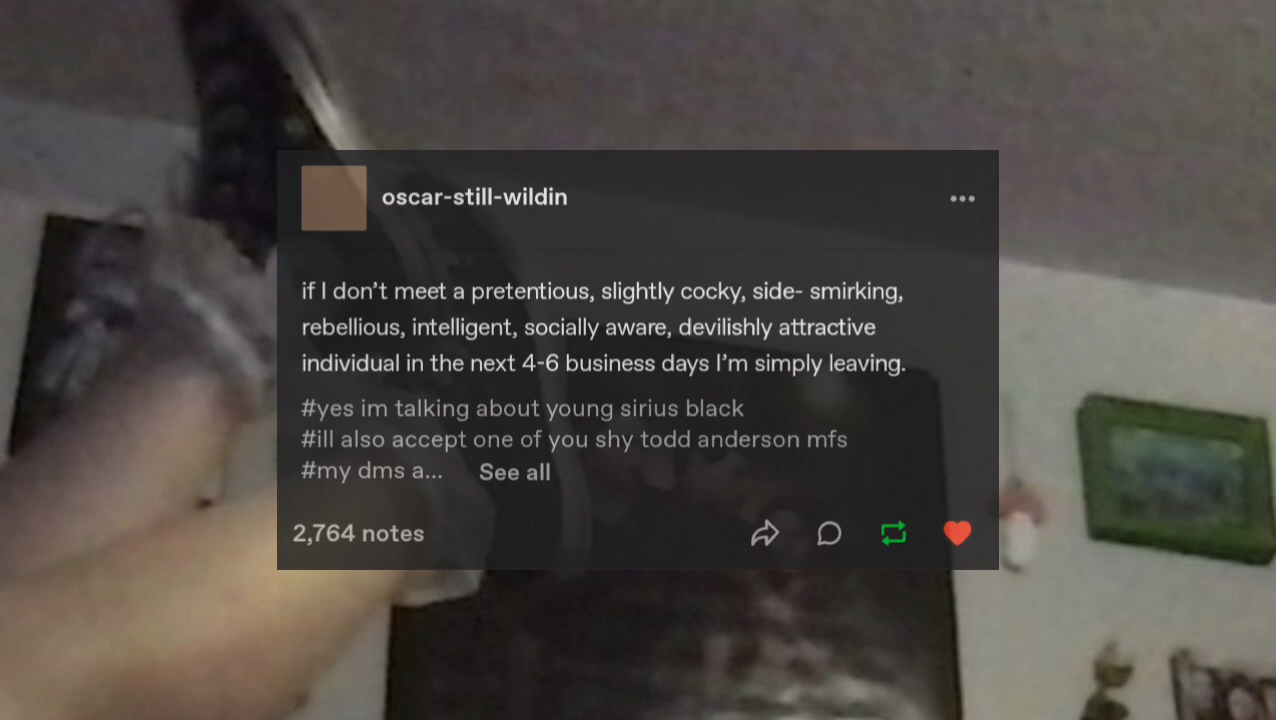 oscar-still-wildin
if I don't meet a pretentious, slightly cocky, side- smirking,
rebellious, intelligent, socially aware, devilishly attractive
individual in the next 4-6 business days I'm simply leaving.
#yes im talking about young sirius black
#ill also accept one of you shy todd anderson mfs
#my dms a... See all
2,764 notes